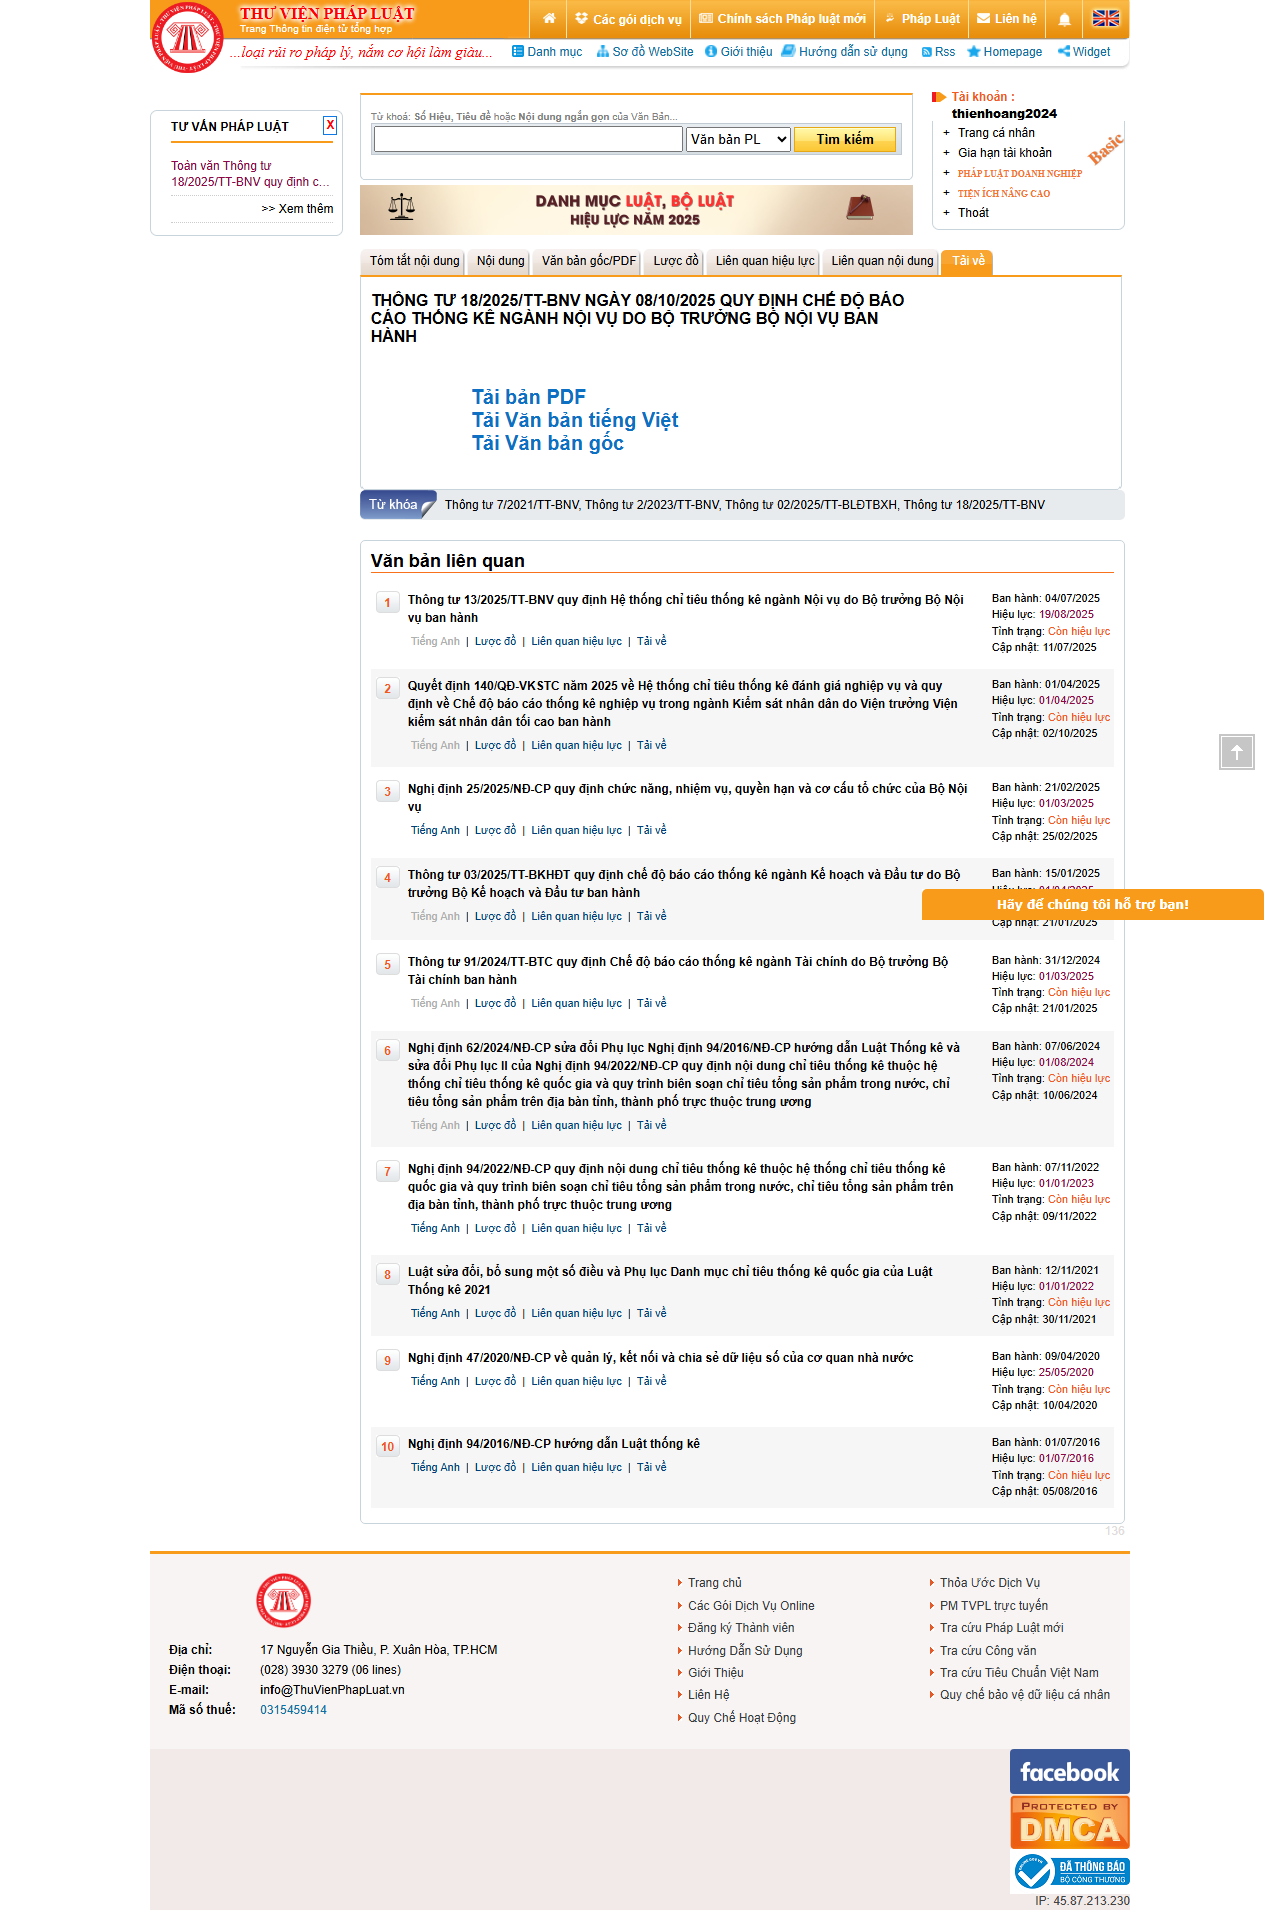 THƯ VIỆN PHÁP LUẬT
Trang Thông tin điện tử tổng hợp
Các gói dịch vụ
Chính sách Pháp luật mới
Pháp Luật
Liên hệ
...loại rủi ro pháp lý, nắm cơ hội làm giàu...
Danh mục
Sơ đồ WebSite
Giới thiệu
Hướng dẫn sử dụng
Rss
Homepage
Widget
TƯ VẤN PHÁP LUẬT
X
Toàn văn Thông tư
18/2025/TT-BNV quy định c...
>> Xem thêm
Từ khoá: Số Hiệu, Tiêu đề hoặc Nội dung ngắn gọn của Văn Bản...
Văn bản PL
Tìm kiếm
DANH MỤC LUẬT, BỘ LUẬT
HIỆU LỰC NĂM 2025
Tài khoản :
thienhoang2024
+ Trang cá nhân
+ Gia hạn tài khoản
+ PHÁP LUẬT DOANH NGHIỆP
+ TIỆN ÍCH NÂNG CAO
+ Thoát
Basic
Tóm tắt nội dung
Nội dung
Văn bản gốc/PDF
Lược đồ
Liên quan hiệu lực
Liên quan nội dung
Tải về
THÔNG TƯ 18/2025/TT-BNV NGÀY 08/10/2025 QUY ĐỊNH CHẾ ĐỘ BÁO
CÁO THỐNG KÊ NGÀNH NỘI VỤ DO BỘ TRƯỞNG BỘ NỘI VỤ BAN
HÀNH
Tải bản PDF
Tải Văn bản tiếng Việt
Tải Văn bản gốc
Từ khóa
Thông tư 7/2021/TT-BNV, Thông tư 2/2023/TT-BNV, Thông tư 02/2025/TT-BLĐTBXH, Thông tư 18/2025/TT-BNV
Văn bản liên quan
1
Thông tư 13/2025/TT-BNV quy định Hệ thống chỉ tiêu thống kê ngành Nội vụ do Bộ trưởng Bộ Nội
vụ ban hành
Tiếng Anh | Lược đồ | Liên quan hiệu lực | Tải về
Ban hành: 04/07/2025
Hiệu lực: 19/08/2025
Tình trạng: Còn hiệu lực
Cập nhật: 11/07/2025
2
Quyết định 140/QĐ-VKSTC năm 2025 về Hệ thống chỉ tiêu thống kê đánh giá nghiệp vụ và quy
định về Chế độ báo cáo thống kê nghiệp vụ trong ngành Kiểm sát nhân dân do Viện trưởng Viện
kiểm sát nhân dân tối cao ban hành
Tiếng Anh | Lược đồ | Liên quan hiệu lực | Tải về
Ban hành: 01/04/2025
Hiệu lực: 01/04/2025
Tình trạng: Còn hiệu lực
Cập nhật: 02/10/2025
3
Nghị định 25/2025/NĐ-CP quy định chức năng, nhiệm vụ, quyền hạn và cơ cấu tổ chức của Bộ Nội
vụ
Tiếng Anh | Lược đồ | Liên quan hiệu lực | Tải về
Ban hành: 21/02/2025
Hiệu lực: 01/03/2025
Tình trạng: Còn hiệu lực
Cập nhật: 25/02/2025
4
Thông tư 03/2025/TT-BKHĐT quy định chế độ báo cáo thống kê ngành Kế hoạch và Đầu tư do Bộ
trưởng Bộ Kế hoạch và Đầu tư ban hành
Tiếng Anh | Lược đồ | Liên quan hiệu lực | Tải về
Ban hành: 15/01/2025
Hãy để chúng tôi hỗ trợ bạn!
Cập nhật: 21/01/2025
5
Thông tư 91/2024/TT-BTC quy định Chế độ báo cáo thống kê ngành Tài chính do Bộ trưởng Bộ
Tài chính ban hành
Tiếng Anh | Lược đồ | Liên quan hiệu lực | Tải về
Ban hành: 31/12/2024
Hiệu lực: 01/03/2025
Tình trạng: Còn hiệu lực
Cập nhật: 21/01/2025
6
Nghị định 62/2024/NĐ-CP sửa đổi Phụ lục Nghị định 94/2016/NĐ-CP hướng dẫn Luật Thống kê và
sửa đổi Phụ lục II của Nghị định 94/2022/NĐ-CP quy định nội dung chỉ tiêu thống kê thuộc hệ
thống chỉ tiêu thống kê quốc gia và quy trình biên soạn chỉ tiêu tổng sản phẩm trong nước, chỉ
tiêu tổng sản phẩm trên địa bàn tỉnh, thành phố trực thuộc trung ương
Tiếng Anh | Lược đồ | Liên quan hiệu lực | Tải về
Ban hành: 07/06/2024
Hiệu lực: 01/08/2024
Tình trạng: Còn hiệu lực
Cập nhật: 10/06/2024
7
Nghị định 94/2022/NĐ-CP quy định nội dung chỉ tiêu thống kê thuộc hệ thống chỉ tiêu thống kê
quốc gia và quy trình biên soạn chỉ tiêu tổng sản phẩm trong nước, chỉ tiêu tổng sản phẩm trên
địa bàn tỉnh, thành phố trực thuộc trung ương
Tiếng Anh | Lược đồ | Liên quan hiệu lực | Tải về
Ban hành: 07/11/2022
Hiệu lực: 01/01/2023
Tình trạng: Còn hiệu lực
Cập nhật: 09/11/2022
8
Luật sửa đổi, bổ sung một số điều và Phụ lục Danh mục chỉ tiêu thống kê quốc gia của Luật
Thống kê 2021
Tiếng Anh | Lược đồ | Liên quan hiệu lực | Tải về
Ban hành: 12/11/2021
Hiệu lực: 01/01/2022
Tình trạng: Còn hiệu lực
Cập nhật: 30/11/2021
9
Nghị định 47/2020/NĐ-CP về quản lý, kết nối và chia sẻ dữ liệu số của cơ quan nhà nước
Tiếng Anh | Lược đồ | Liên quan hiệu lực | Tải về
Ban hành: 09/04/2020
Hiệu lực: 25/05/2020
Tình trạng: Còn hiệu lực
Cập nhật: 10/04/2020
10
Nghị định 94/2016/NĐ-CP hướng dẫn Luật thống kê
Tiếng Anh | Lược đồ | Liên quan hiệu lực | Tải về
Ban hành: 01/07/2016
Hiệu lực: 01/07/2016
Tình trạng: Còn hiệu lực
Cập nhật: 05/08/2016
136
Địa chỉ: 17 Nguyễn Gia Thiều, P. Xuân Hòa, TP.HCM
Điện thoại: (028) 3930 3279 (06 lines)
E-mail: info@ThuVienPhapLuat.vn
Mã số thuế: 0315459414
Trang chủ
Các Gói Dịch Vụ Online
Đăng ký Thành viên
Hướng Dẫn Sử Dụng
Giới Thiệu
Liên Hệ
Quy Chế Hoạt Động
Thỏa Ước Dịch Vụ
PM TVPL trực tuyến
Tra cứu Pháp Luật mới
Tra cứu Công văn
Tra cứu Tiêu Chuẩn Việt Nam
Quy chế bảo vệ dữ liệu cá nhân
facebook
PROTECTED BY
DMCA
ĐÃ THÔNG BÁO
BỘ CÔNG THƯƠNG
IP: 45.87.213.230